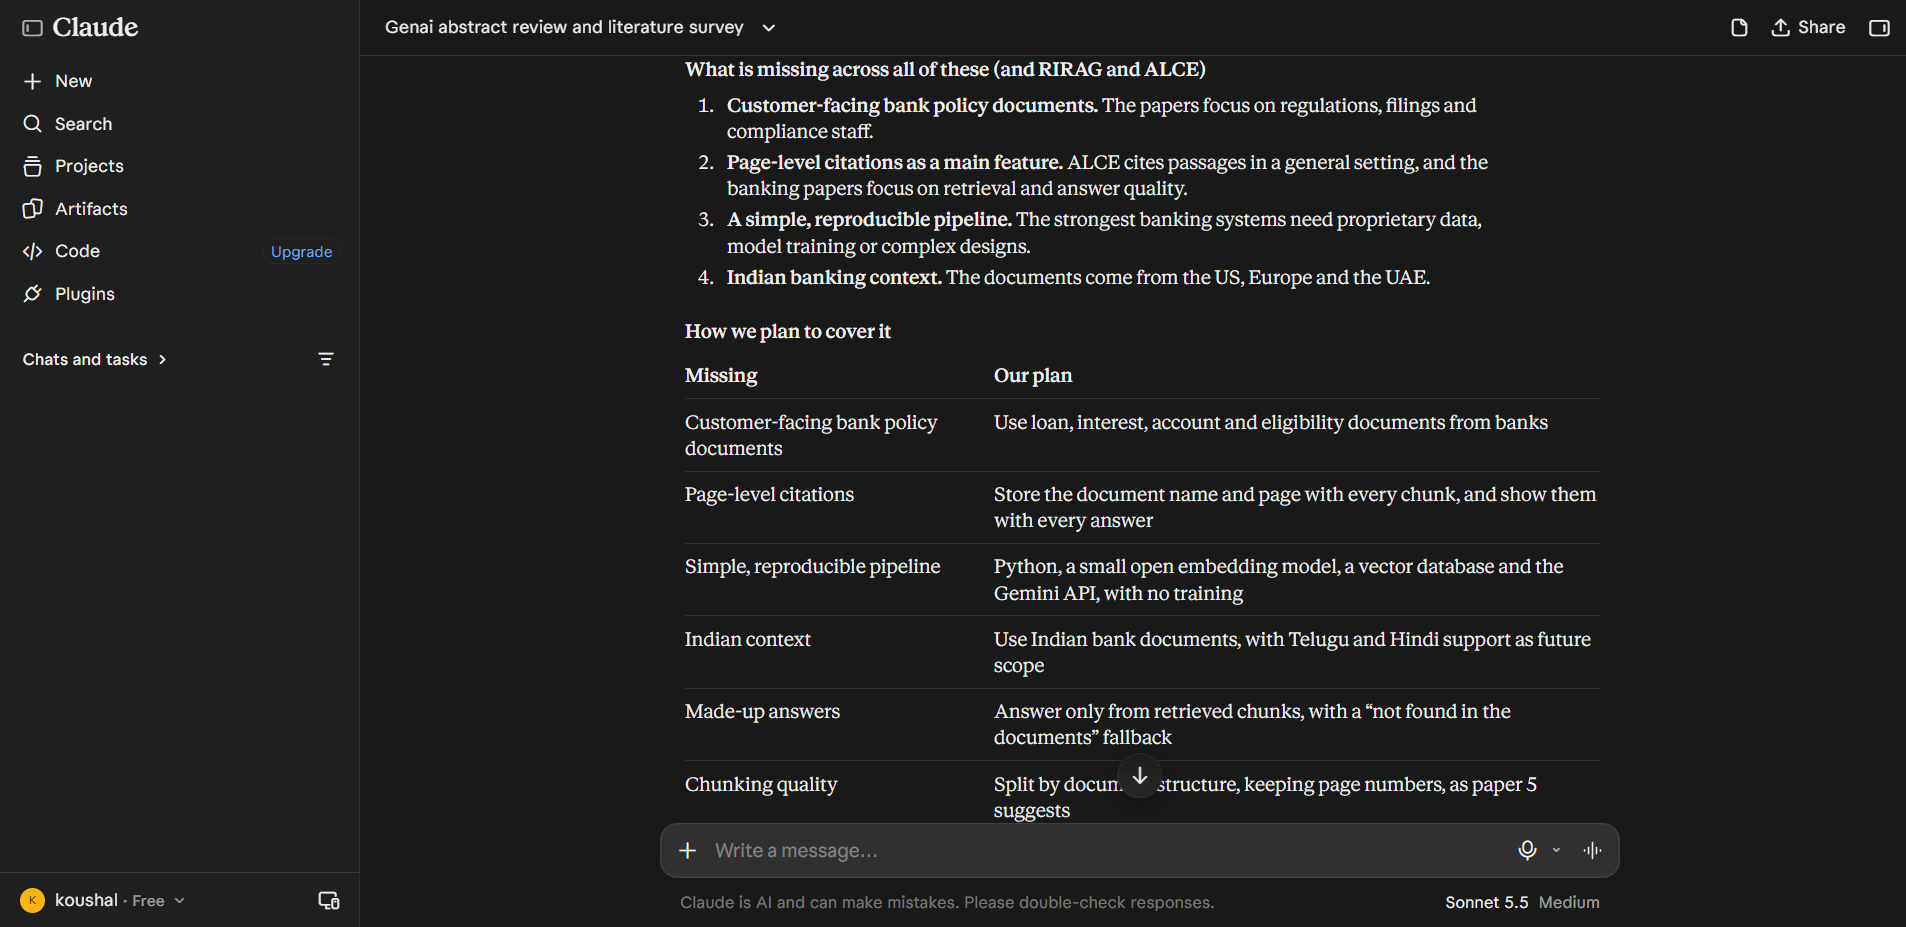 Claude
Genai abstract review and literature survey
Share
New
Search
Projects
Artifacts
Code
Upgrade
Plugins
Chats and tasks
What is missing across all of these (and RIRAG and ALCE)
1. Customer-facing bank policy documents. The papers focus on regulations, filings and
compliance staff.
2. Page-level citations as a main feature. ALCE cites passages in a general setting, and the
banking papers focus on retrieval and answer quality.
3. A simple, reproducible pipeline. The strongest banking systems need proprietary data,
model training or complex designs.
4. Indian banking context. The documents come from the US, Europe and the UAE.
How we plan to cover it
Missing Our plan
Customer-facing bank policy
documents
Use loan, interest, account and eligibility documents from banks
Page-level citations
Store the document name and page with every chunk, and show them
with every answer
Simple, reproducible pipeline
Python, a small open embedding model, a vector database and the
Gemini API, with no training
Indian context
Use Indian bank documents, with Telugu and Hindi support as future
scope
Made-up answers
Answer only from retrieved chunks, with a “not found in the
documents” fallback
Chunking quality
Split by docum structure, keeping page numbers, as paper 5
suggests
Write a message...
K
koushal · Free
Claude is AI and can make mistakes. Please double-check responses.
Sonnet 5.5 Medium